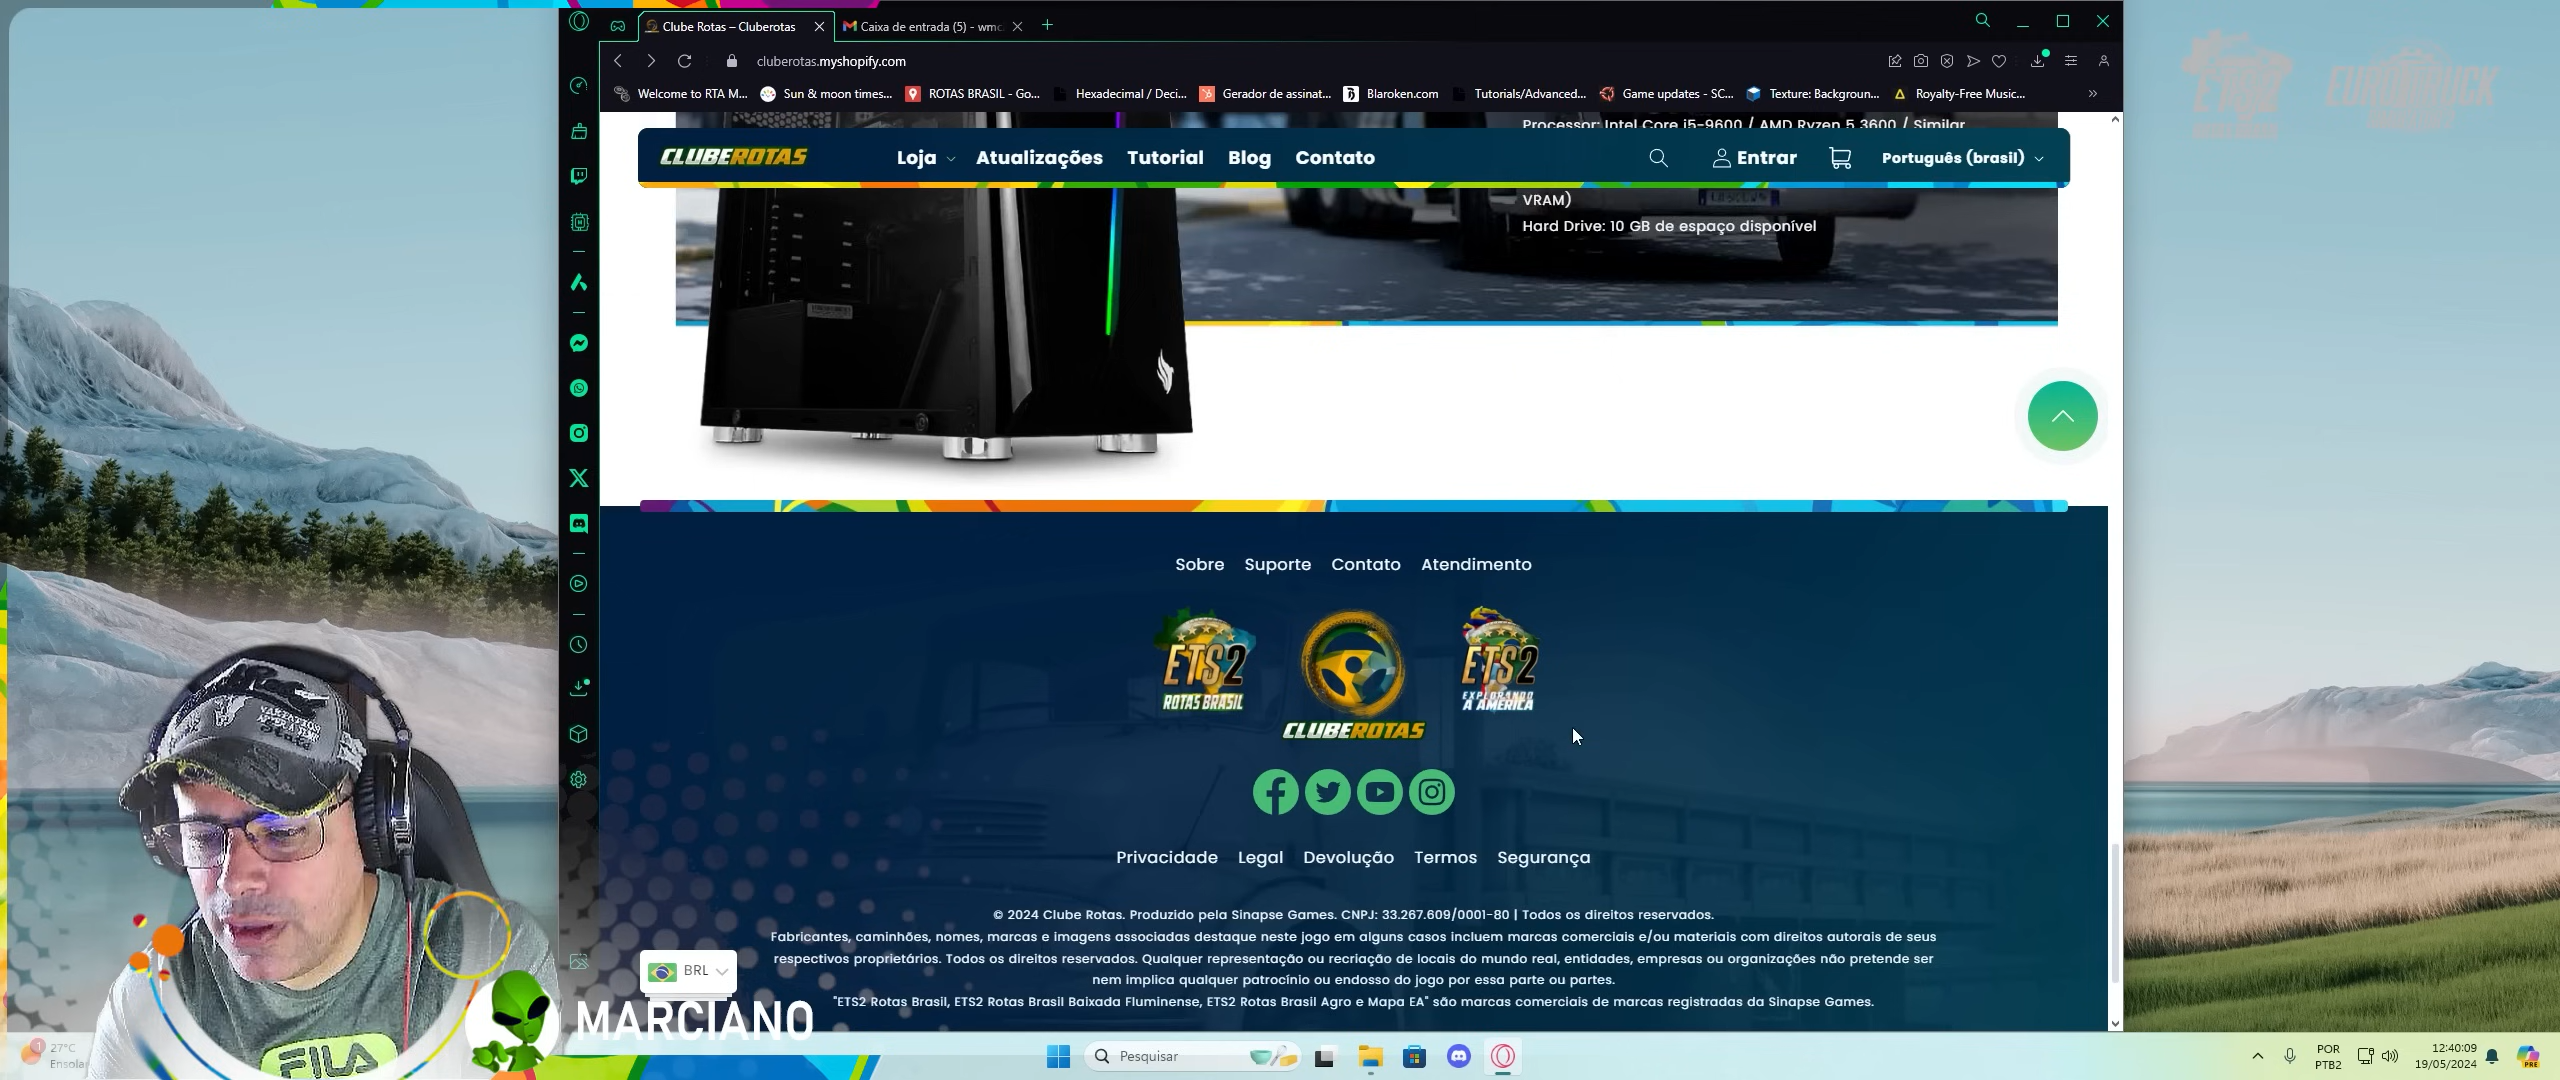 Clube Rotas – Cluberotas
Caixa de entrada (5) - wmc
cluberotas.myshopify.com
Welcome to RTA M...
Sun & moon times...
ROTAS BRASIL - Go...
Hexadecimal / Deci...
Gerador de assinat...
Blaroken.com
Tutorials/Advanced...
Game updates - SC...
Texture: Backgroun...
Royalty-Free Music...
Processor: Intel Core i5-9600 / AMD Ryzen 5 3600 / Similar
CLUBEROTAS
Loja
Atualizações
Tutorial
Blog
Contato
Entrar
Português (brasil)
VRAM)
Hard Drive: 10 GB de espaço disponível
Sobre
Suporte
Contato
Atendimento
ETS2
ROTAS BRASIL
CLUBEROTAS
ETS2
EXPLORANDO
A AMÉRICA
Privacidade
Legal
Devolução
Termos
Segurança
© 2024 Clube Rotas. Produzido pela Sinapse Games. CNPJ: 33.267.609/0001-80 | Todos os direitos reservados.
Fabricantes, caminhões, nomes, marcas e imagens associadas destaque neste jogo em alguns casos incluem marcas comerciais e/ou materiais com direitos autorais de seus
respectivos proprietários. Todos os direitos reservados. Qualquer representação ou recriação de locais do mundo real, entidades, empresas ou organizações não pretende ser
nem implica qualquer patrocínio ou endosso do jogo por essa parte ou partes.
"ETS2 Rotas Brasil, ETS2 Rotas Brasil Baixada Fluminense, ETS2 Rotas Brasil Agro e Mapa EA" são marcas comerciais de marcas registradas da Sinapse Games.
BRL
FILA
MARCIANO
1
27°C
Ensola
Pesquisar
POR
PTB2
12:40:09
19/05/2024
PRE